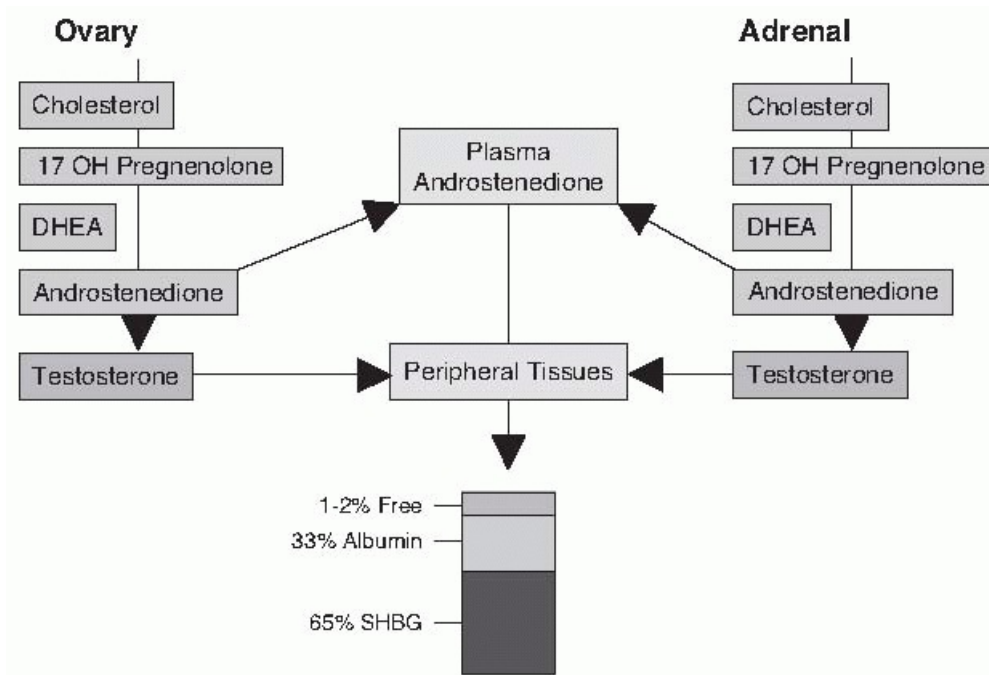 Ovary
Cholesterol
17 OH Pregnenolone
DHEA
Androstenedione
Testosterone
Plasma
Androstenedione
Peripheral Tissues
Adrenal
Cholesterol
17 OH Pregnenolone
DHEA
Androstenedione
Testosterone
1-2% Free
33% Albumin
65% SHBG